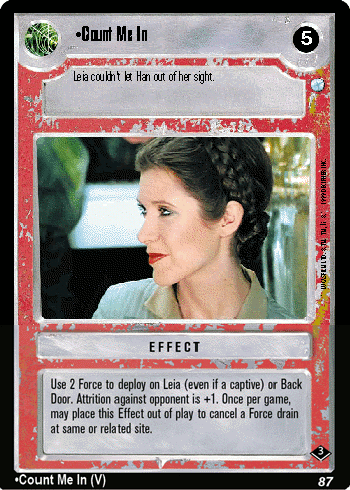 •Count Me In
5
Leia couldn't let Han out of her sight.
EFFECT
Use 2 Force to deploy on Leia (even if a captive) or Back
Door. Attrition against opponent is +1. Once per game,
may place this Effect out of play to cancel a Force drain
at same or related site.
3
•Count Me In (V)
87